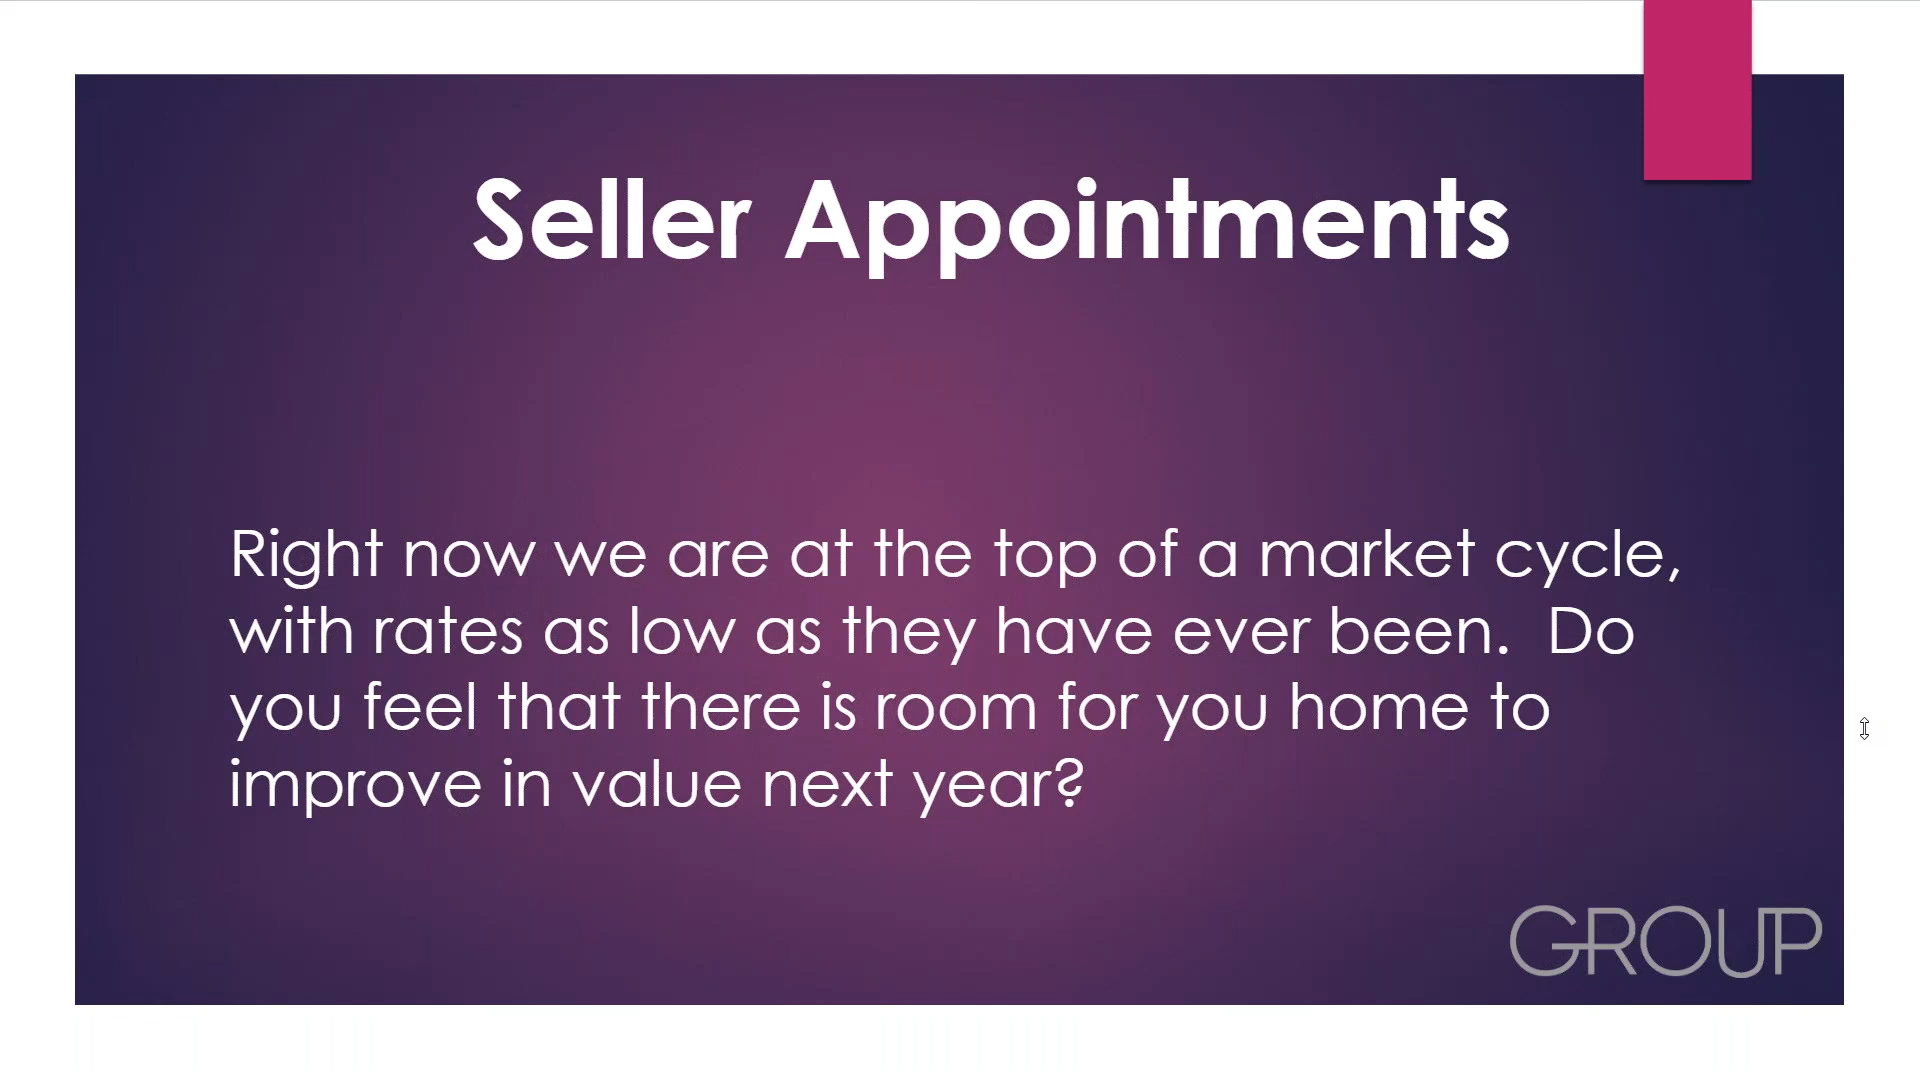 Seller Appointments
Right now we are at the top of a market cycle,
with rates as low as they have ever been.  Do
you feel that there is room for you home to
improve in value next year?
GROUP